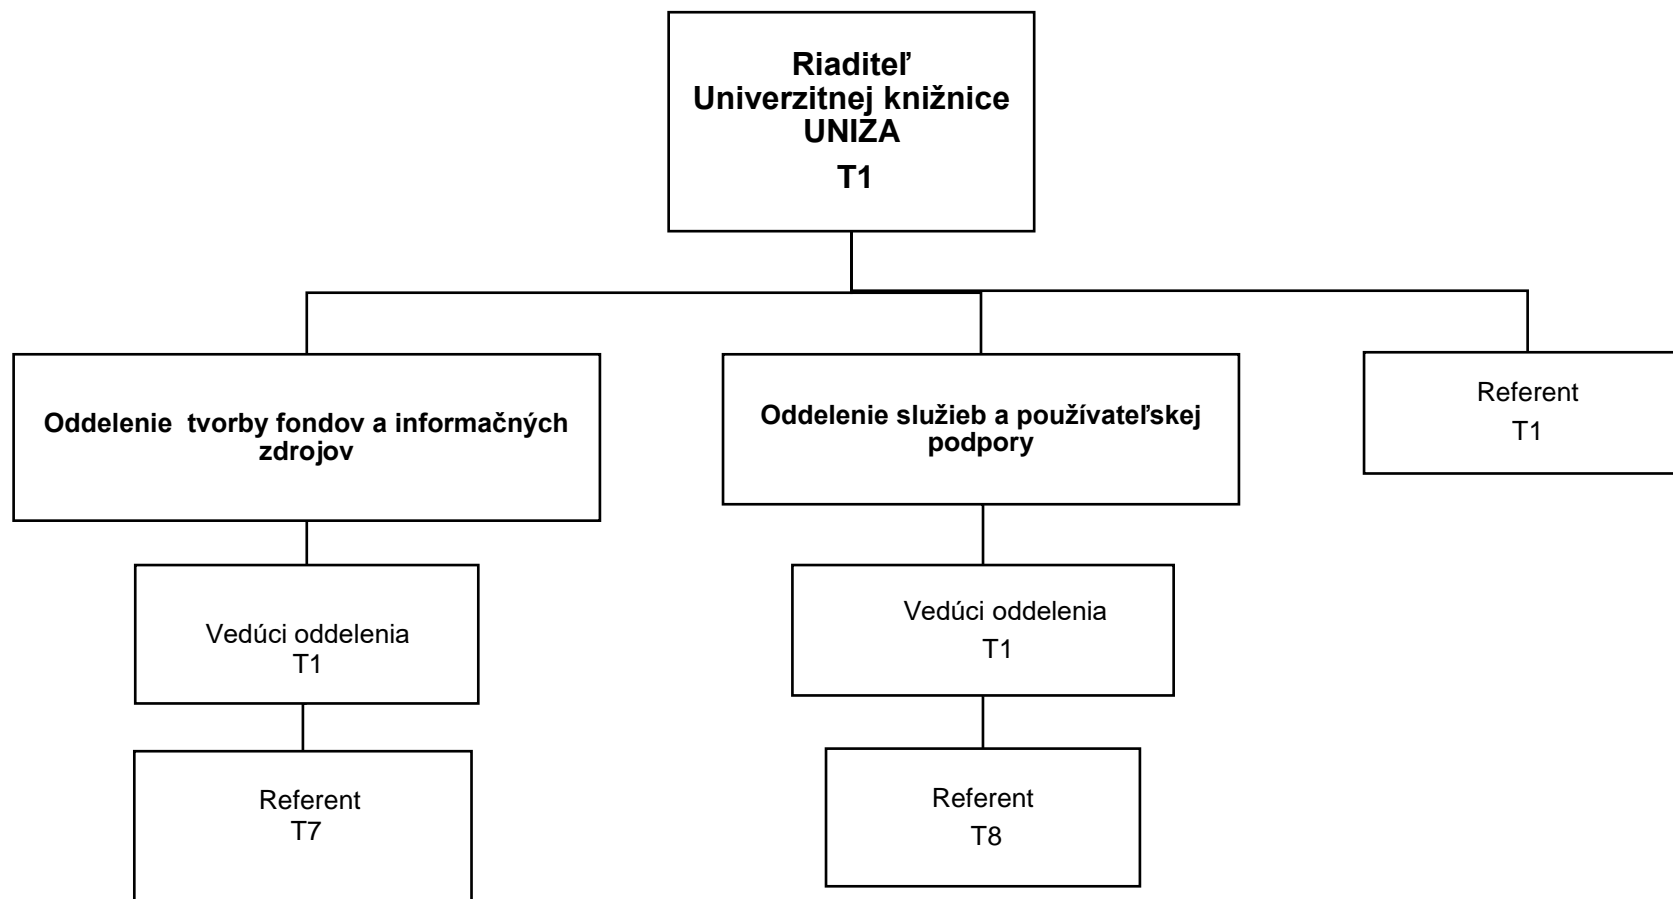 Riaditeľ
Univerzitnej knižnice
UNIZA
T1
Oddelenie tvorby fondov a informačných
zdrojov
Oddelenie služieb a používateľskej
podpory
Referent
T1
Vedúci oddelenia
T1
Vedúci oddelenia
T1
Referent
T7
Referent
T8